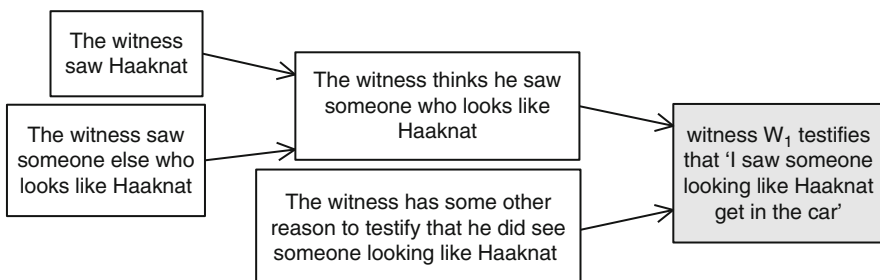 The witness
saw Haaknat
The witness saw
someone else who
looks like Haaknat
The witness thinks he saw
someone who looks like
Haaknat
The witness has some other
reason to testify that he did see
someone looking like Haaknat
witness W₁ testifies
that ‘I saw someone
looking like Haaknat
get in the car’